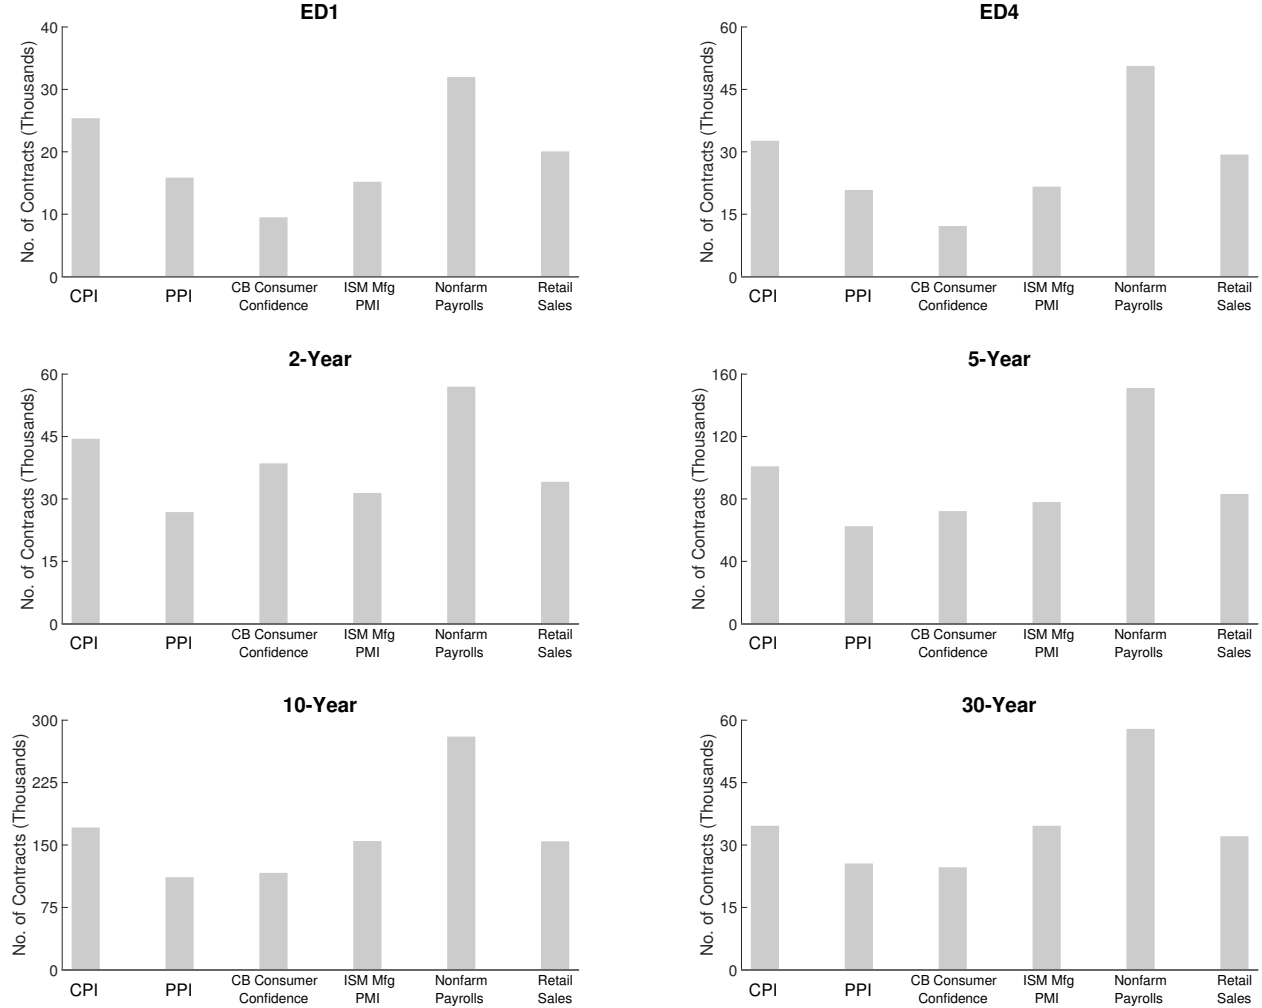 ED1
No. of Contracts (Thousands)
40
30
20
10
0
CPI
PPI
CB Consumer
Confidence
ISM Mfg
PMI
Nonfarm
Payrolls
Retail
Sales
ED4
No. of Contracts (Thousands)
60
45
30
15
0
CPI
PPI
CB Consumer
Confidence
ISM Mfg
PMI
Nonfarm
Payrolls
Retail
Sales
2-Year
No. of Contracts (Thousands)
60
45
30
15
0
CPI
PPI
CB Consumer
Confidence
ISM Mfg
PMI
Nonfarm
Payrolls
Retail
Sales
5-Year
No. of Contracts (Thousands)
160
120
80
40
0
CPI
PPI
CB Consumer
Confidence
ISM Mfg
PMI
Nonfarm
Payrolls
Retail
Sales
10-Year
No. of Contracts (Thousands)
300
225
150
75
0
CPI
PPI
CB Consumer
Confidence
ISM Mfg
PMI
Nonfarm
Payrolls
Retail
Sales
30-Year
No. of Contracts (Thousands)
60
45
30
15
0
CPI
PPI
CB Consumer
Confidence
ISM Mfg
PMI
Nonfarm
Payrolls
Retail
Sales